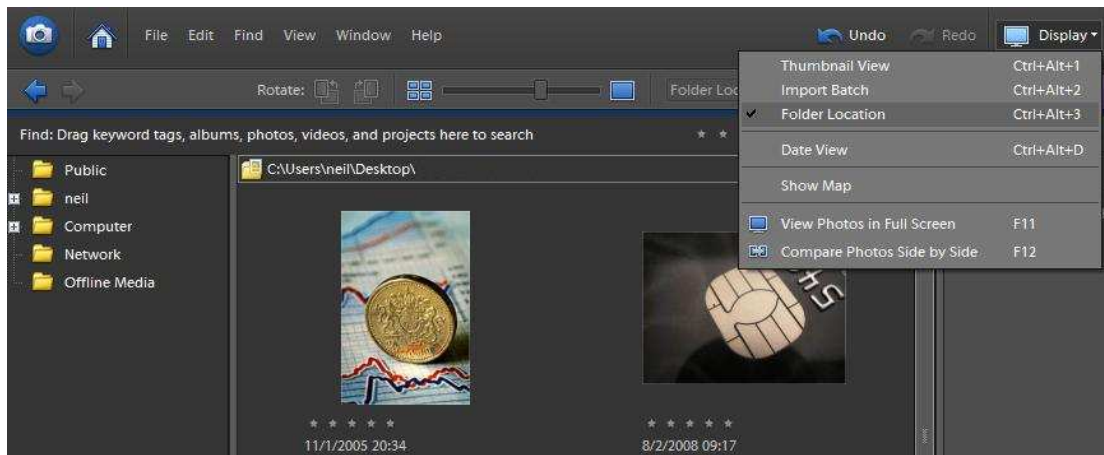 File Edit Find View Window Help
Undo Redo Display
Rotate:
Folder
Thumbnail View Ctrl+Alt+1
Import Batch Ctrl+Alt+2
Folder Location Ctrl+Alt+3
Date View Ctrl+Alt+D
Show Map
View Photos in Full Screen F11
Compare Photos Side by Side F12
Find: Drag keyword tags, albums, photos, videos, and projects here to search
Public
neil
Computer
Network
Offline Media
C:\Users\neil\Desktop\
11/1/2005 20:34
8/2/2008 09:17